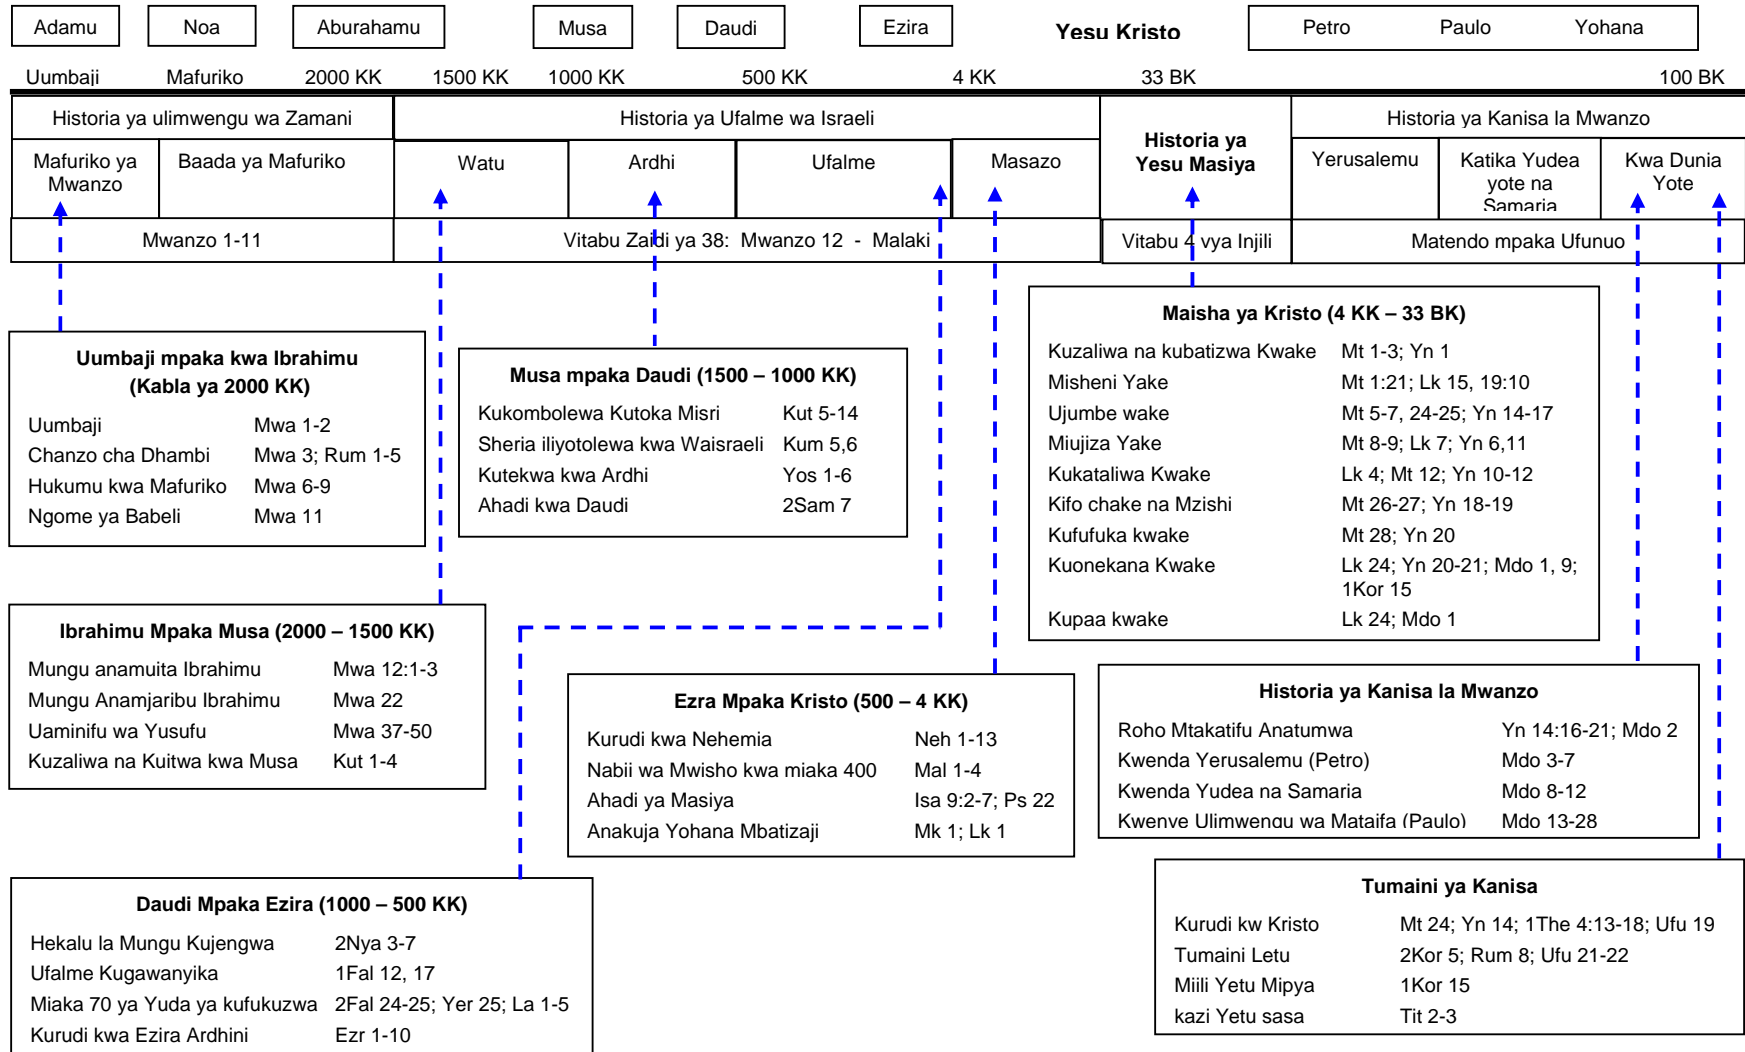 Adamu Noa Aburahamu Musa Daudi Ezira Yesu Kristo Petro Paulo Yohana
Uumbaji Mafuriko 2000 KK 1500 KK 1000 KK 500 KK 4 KK 33 BK 100 BK
Historia ya ulimwengu wa Zamani
Historia ya Ufalme wa Israeli
Historia ya
Yesu Masiya
Historia ya Kanisa la Mwanzo
Mafuriko ya
Mwanzo
Baada ya Mafuriko
Watu
Ardhi
Ufalme
Masazo
Yerusalemu
Katika Yudea
yote na
Samaria
Kwa Dunia
Yote
Mwanzo 1-11
Vitabu Zaidi ya 38: Mwanzo 12 - Malaki
Vitabu 4 vya Injili
Matendo mpaka Ufunuo
Uumbaji mpaka kwa Ibrahimu
(Kabla ya 2000 KK)
Uumbaji Mwa 1-2
Chanzo cha Dhambi Mwa 3; Rum 1-5
Hukumu kwa Mafuriko Mwa 6-9
Ngome ya Babeli Mwa 11
Musa mpaka Daudi (1500 – 1000 KK)
Kukombolewa Kutoka Misri Kut 5-14
Sheria iliyotolewa kwa Waisraeli Kum 5,6
Kutekwa kwa Ardhi Yos 1-6
Ahadi kwa Daudi 2Sam 7
Maisha ya Kristo (4 KK – 33 BK)
Kuzaliwa na kubatizwa Kwake Mt 1-3; Yn 1
Misheni Yake Mt 1:21; Lk 15, 19:10
Ujumbe wake Mt 5-7, 24-25; Yn 14-17
Miujiza Yake Mt 8-9; Lk 7; Yn 6,11
Kukataliwa Kwake Lk 4; Mt 12; Yn 10-12
Kifo chake na Mzishi Mt 26-27; Yn 18-19
Kufufuka kwake Mt 28; Yn 20
Kuonekana Kwake Lk 24; Yn 20-21; Mdo 1, 9;
1Kor 15
Kupaa kwake Lk 24; Mdo 1
Ibrahimu Mpaka Musa (2000 – 1500 KK)
Mungu anamuita Ibrahimu Mwa 12:1-3
Mungu Anamjaribu Ibrahimu Mwa 22
Uaminifu wa Yusufu Mwa 37-50
Kuzaliwa na Kuitwa kwa Musa Kut 1-4
Ezra Mpaka Kristo (500 – 4 KK)
Kurudi kwa Nehemia Neh 1-13
Nabii wa Mwisho kwa miaka 400 Mal 1-4
Ahadi ya Masiya Isa 9:2-7; Ps 22
Anakuja Yohana Mbatizaji Mk 1; Lk 1
Historia ya Kanisa la Mwanzo
Roho Mtakatifu Anatumwa Yn 14:16-21; Mdo 2
Kwenda Yerusalemu (Petro) Mdo 3-7
Kwenda Yudea na Samaria Mdo 8-12
Kwenye Ulimwengu wa Mataifa (Paulo) Mdo 13-28
Daudi Mpaka Ezira (1000 – 500 KK)
Hekalu la Mungu Kujengwa 2Nya 3-7
Ufalme Kugawanyika 1Fal 12, 17
Miaka 70 ya Yuda ya kufukuzwa 2Fal 24-25; Yer 25; La 1-5
Kurudi kwa Ezira Ardhini Ezr 1-10
Tumaini ya Kanisa
Kurudi kw Kristo Mt 24; Yn 14; 1The 4:13-18; Ufu 19
Tumaini Letu 2Kor 5; Rum 8; Ufu 21-22
Miili Yetu Mipya 1Kor 15
kazi Yetu sasa Tit 2-3